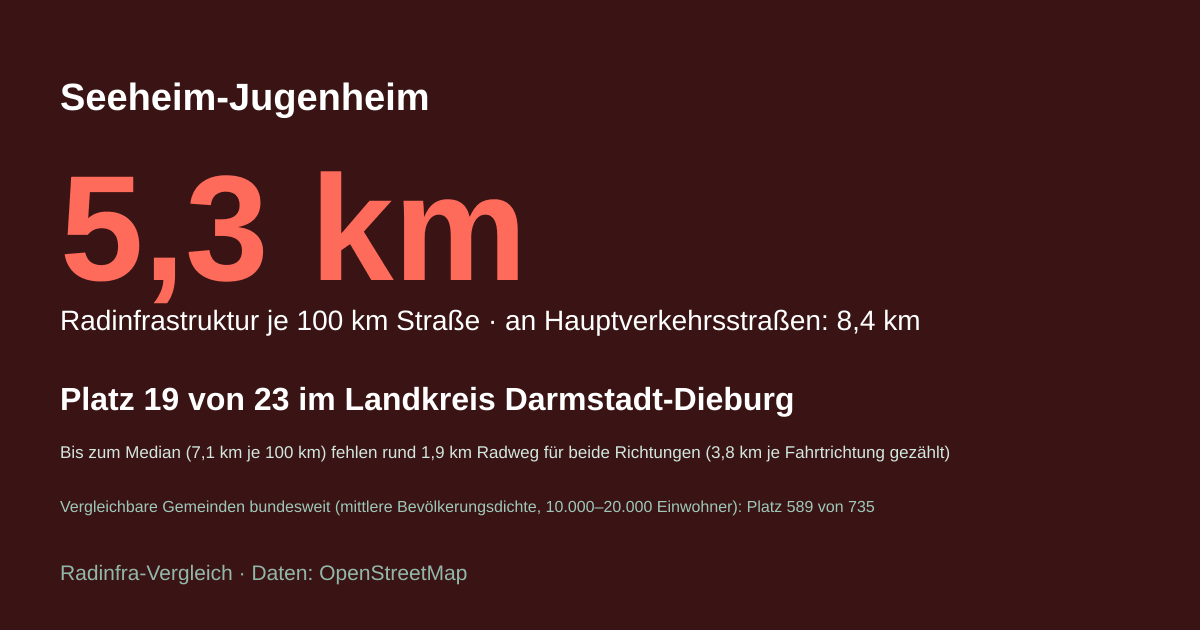 Seeheim-Jugenheim
5,3 km
Radinfrastruktur je 100 km Straße · an Hauptverkehrsstraßen: 8,4 km
Platz 19 von 23 im Landkreis Darmstadt-Dieburg
Bis zum Median (7,1 km je 100 km) fehlen rund 1,9 km Radweg für beide Richtungen (3,8 km je Fahrtrichtung gezählt)
Vergleichbare Gemeinden bundesweit (mittlere Bevölkerungsdichte, 10.000–20.000 Einwohner): Platz 589 von 735
Radinfra-Vergleich · Daten: OpenStreetMap